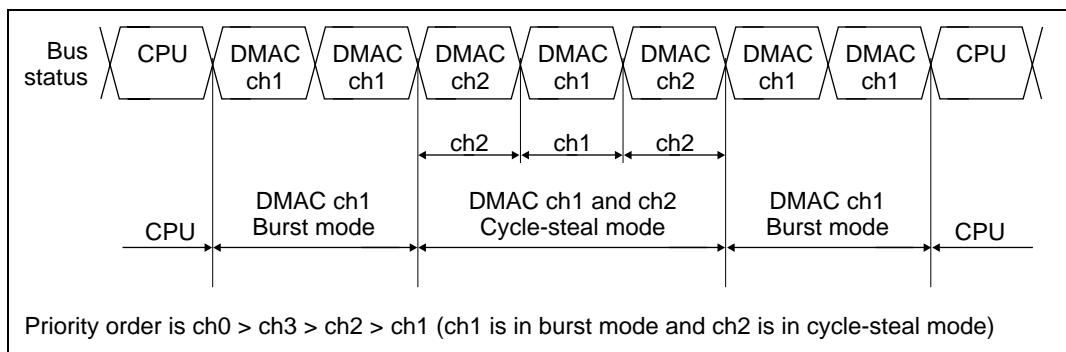 Bus status CPU DMAC ch1 DMAC ch1 DMAC ch2 DMAC ch1 DMAC ch2 DMAC ch1 DMAC ch1 CPU
ch2 ch1 ch2
CPU DMAC ch1 Burst mode DMAC ch1 and ch2 Cycle-steal mode DMAC ch1 Burst mode CPU
Priority order is ch0 > ch3 > ch2 > ch1 (ch1 is in burst mode and ch2 is in cycle-steal mode)